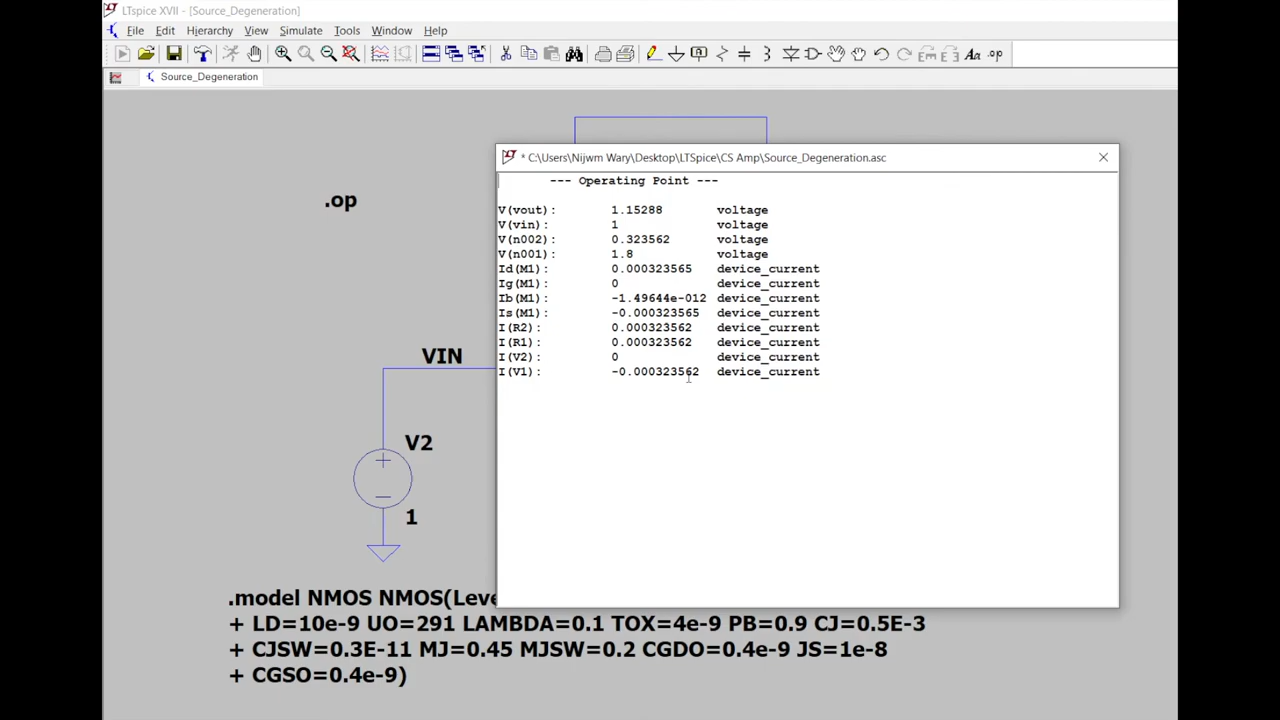 LTspice XVII - [Source_Degeneration]
File Edit Hierarchy View Simulate Tools Window Help
Source_Degeneration
.op
* C:\Users\Nijwm Wary\Desktop\LTSpice\CS Amp\Source_Degeneration.asc
--- Operating Point ---
V(vout): 1.15288 voltage
V(vin): 1 voltage
V(n002): 0.323562 voltage
V(n001): 1.8 voltage
Id(M1): 0.000323565 device_current
Ig(M1): 0 device_current
Ib(M1): -1.49644e-012 device_current
Is(M1): -0.000323565 device_current
I(R2): 0.000323562 device_current
I(R1): 0.000323562 device_current
I(V2): 0 device_current
I(V1): -0.000323562 device_current
VIN
V2
1
.model NMOS NMOS(Leve
+ LD=10e-9 UO=291 LAMBDA=0.1 TOX=4e-9 PB=0.9 CJ=0.5E-3
+ CJSW=0.3E-11 MJ=0.45 MJSW=0.2 CGDO=0.4e-9 JS=1e-8
+ CGSO=0.4e-9)